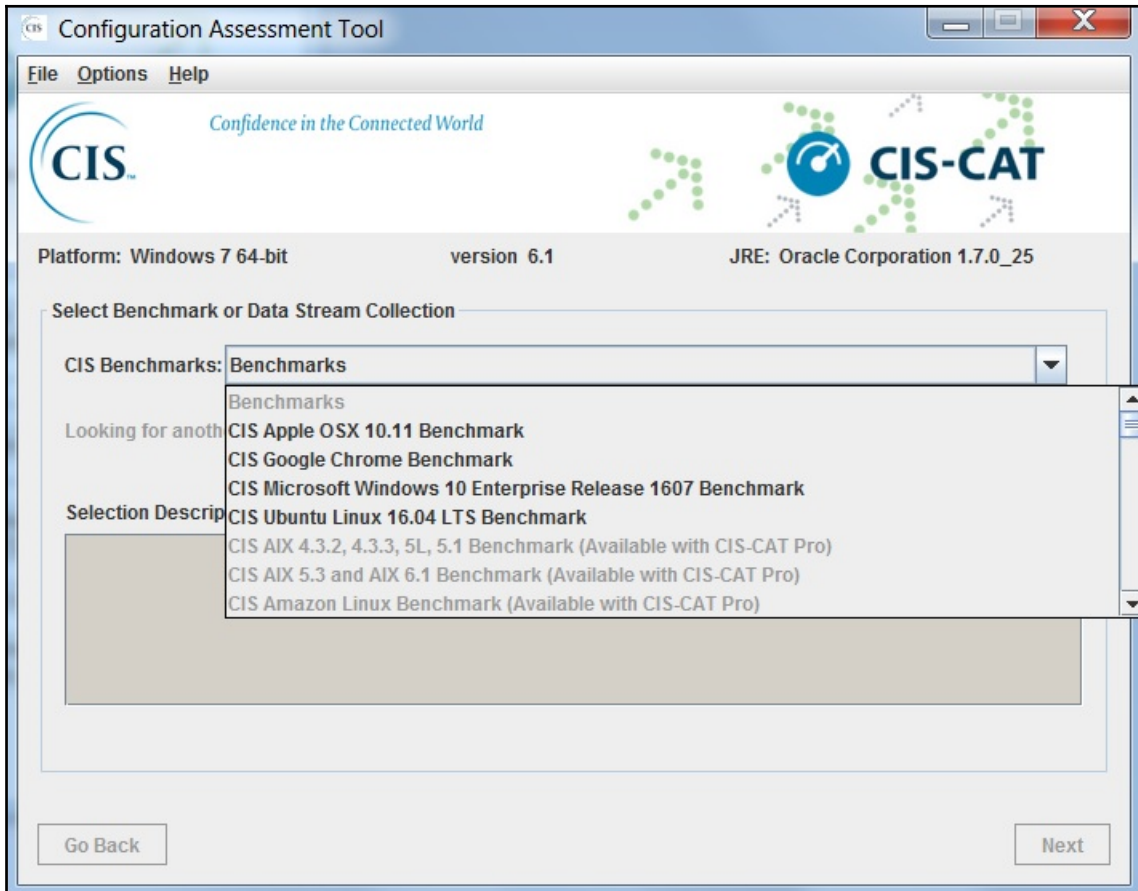 CIS Configuration Assessment Tool
File Options Help
Confidence in the Connected World
CIS™
CIS-CAT
Platform: Windows 7 64-bit version 6.1 JRE: Oracle Corporation 1.7.0_25
Select Benchmark or Data Stream Collection
CIS Benchmarks: Benchmarks
Benchmarks
Looking for anoth
CIS Apple OSX 10.11 Benchmark
CIS Google Chrome Benchmark
CIS Microsoft Windows 10 Enterprise Release 1607 Benchmark
Selection Descrip
CIS Ubuntu Linux 16.04 LTS Benchmark
CIS AIX 4.3.2, 4.3.3, 5L, 5.1 Benchmark (Available with CIS-CAT Pro)
CIS AIX 5.3 and AIX 6.1 Benchmark (Available with CIS-CAT Pro)
CIS Amazon Linux Benchmark (Available with CIS-CAT Pro)
Go Back Next